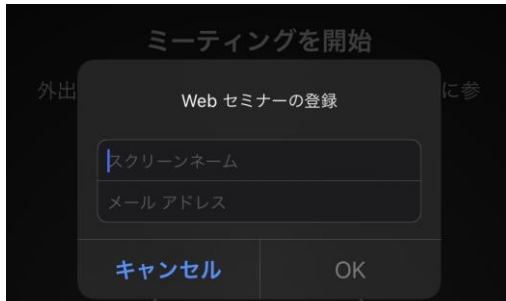 ミーティングを開始
外出
に参
Web セミナーの登録
スクリーンネーム
メール アドレス
キャンセル
OK